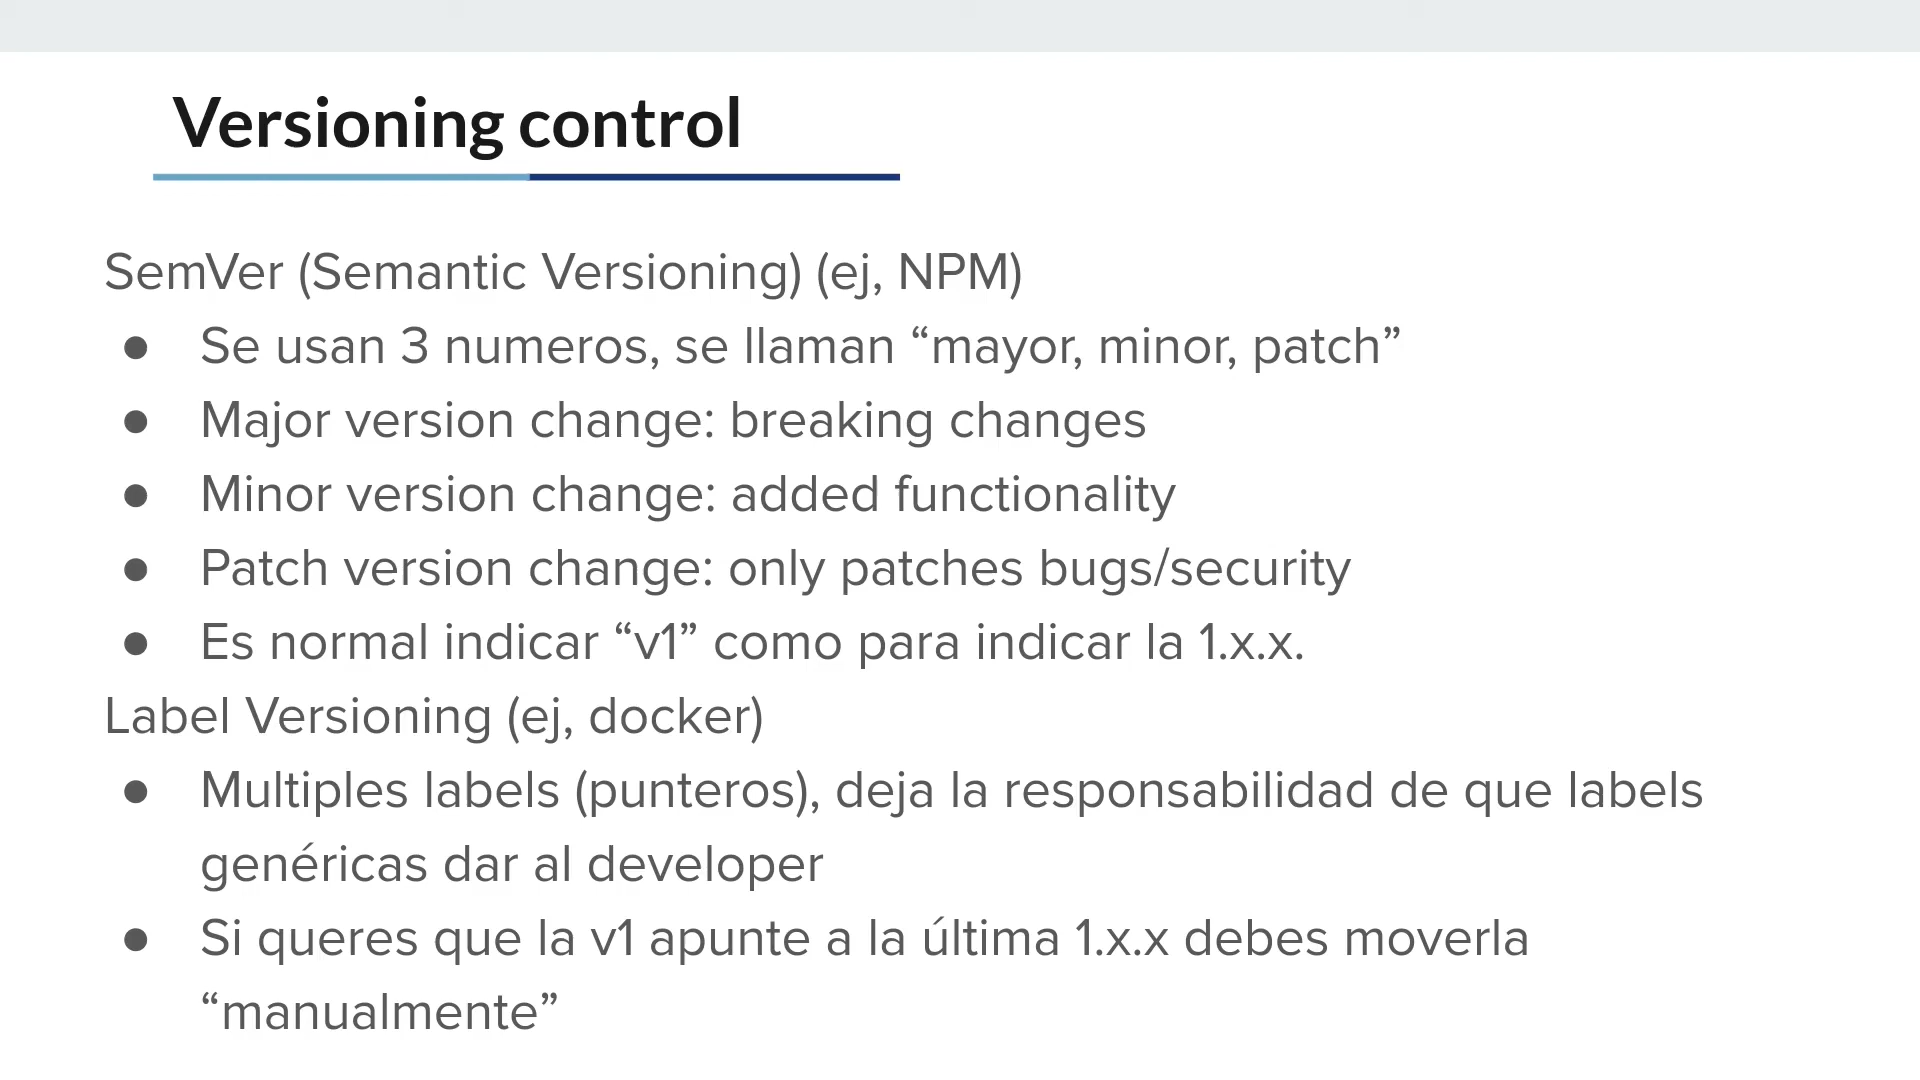 Versioning control
SemVer (Semantic Versioning) (ej, NPM)
● Se usan 3 numeros, se llaman “mayor, minor, patch”
● Major version change: breaking changes
● Minor version change: added functionality
● Patch version change: only patches bugs/security
● Es normal indicar “v1” como para indicar la 1.x.x.
Label Versioning (ej, docker)
● Multiples labels (punteros), deja la responsabilidad de que labels
genéricas dar al developer
● Si queres que la v1 apunte a la última 1.x.x debes moverla
“manualmente”